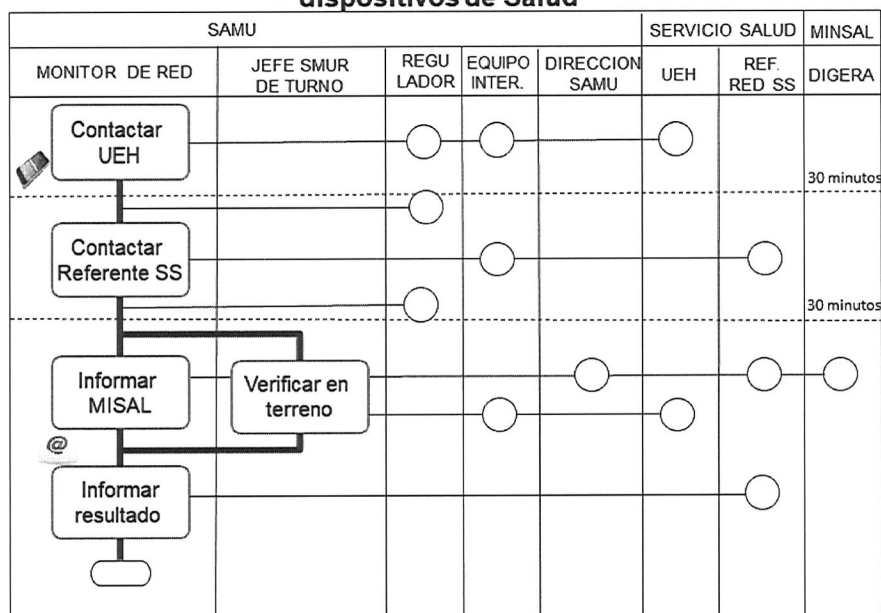 dispositivos de Salud
SAMU
SERVICIO SALUD
MINSAL
MONITOR DE RED
JEFE SMUR
DE TURNO
REGU
LADOR
EQUIPO
INTER.
DIRECCION
SAMU
UEH
REF.
RED SS
DIGERA
Contactar
UEH
30 minutos
Contactar
Referente SS
30 minutos
Informar
MISAL
Verificar en
terreno
@
Informar
resultado